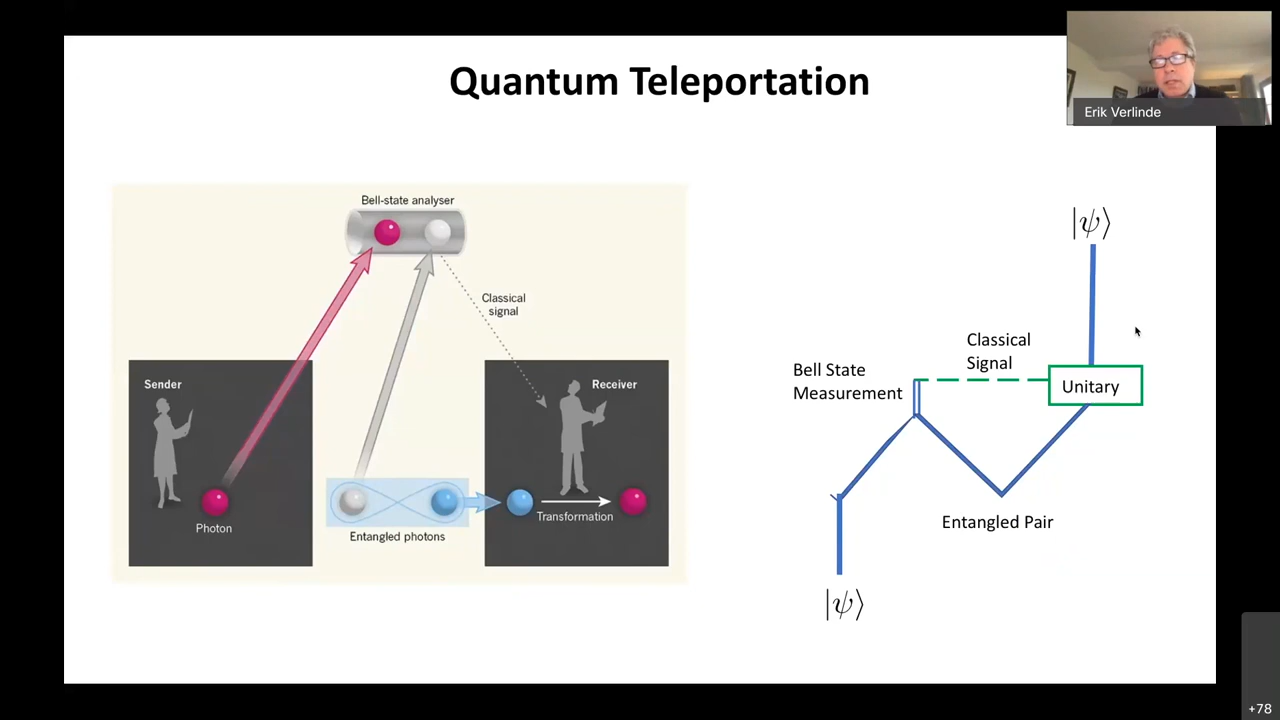 Quantum Teleportation
Erik Verlinde
Bell-state analyser
Classical
signal
Sender
Receiver
Photon
Entangled photons
Transformation
|ψ⟩
Classical
Signal
Bell State
Measurement
Unitary
Entangled Pair
|ψ⟩
+78